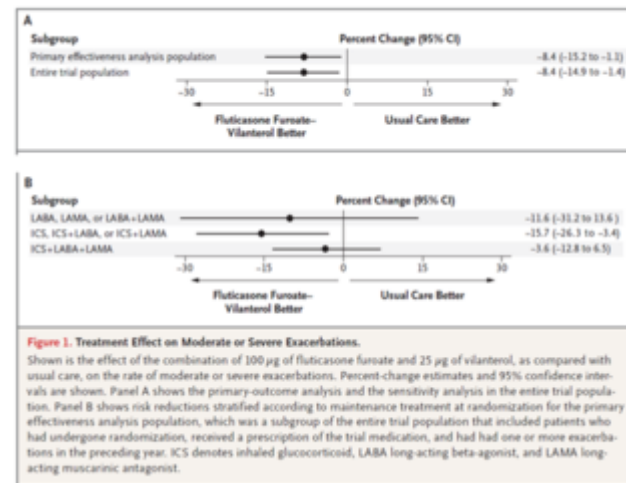 A
Subgroup Percent Change (95% CI)
Primary effectiveness analysis population −8.4 (−15.2 to −1.1)
Entire trial population −8.4 (−14.9 to −1.4)
−30 −15 0 15 30
Fluticasone Furoate– Usual Care Better
Vilanterol Better
B
Subgroup Percent Change (95% CI)
LABA, LAMA, or LABA+LAMA −11.6 (−31.2 to 13.6)
ICS, ICS+LABA, or ICS+LAMA −15.7 (−26.3 to −3.4)
ICS+LABA+LAMA −3.6 (−12.8 to 6.5)
−30 −15 0 15 30
Fluticasone Furoate– Usual Care Better
Vilanterol Better
Figure 1. Treatment Effect on Moderate or Severe Exacerbations.
Shown is the effect of the combination of 100 μg of fluticasone furoate and 25 μg of vilanterol, as compared with
usual care, on the rate of moderate or severe exacerbations. Percent-change estimates and 95% confidence inter-
vals are shown. Panel A shows the primary-outcome analysis and the sensitivity analysis in the entire trial popula-
tion. Panel B shows risk reductions stratified according to maintenance treatment at randomization for the primary
effectiveness analysis population, which was a subgroup of the entire trial population that included patients who
had undergone randomization, received a prescription of the trial medication, and had had one or more exacerba-
tions in the preceding year. ICS denotes inhaled glucocorticoid, LABA long-acting beta-agonist, and LAMA long-
acting muscarinic antagonist.